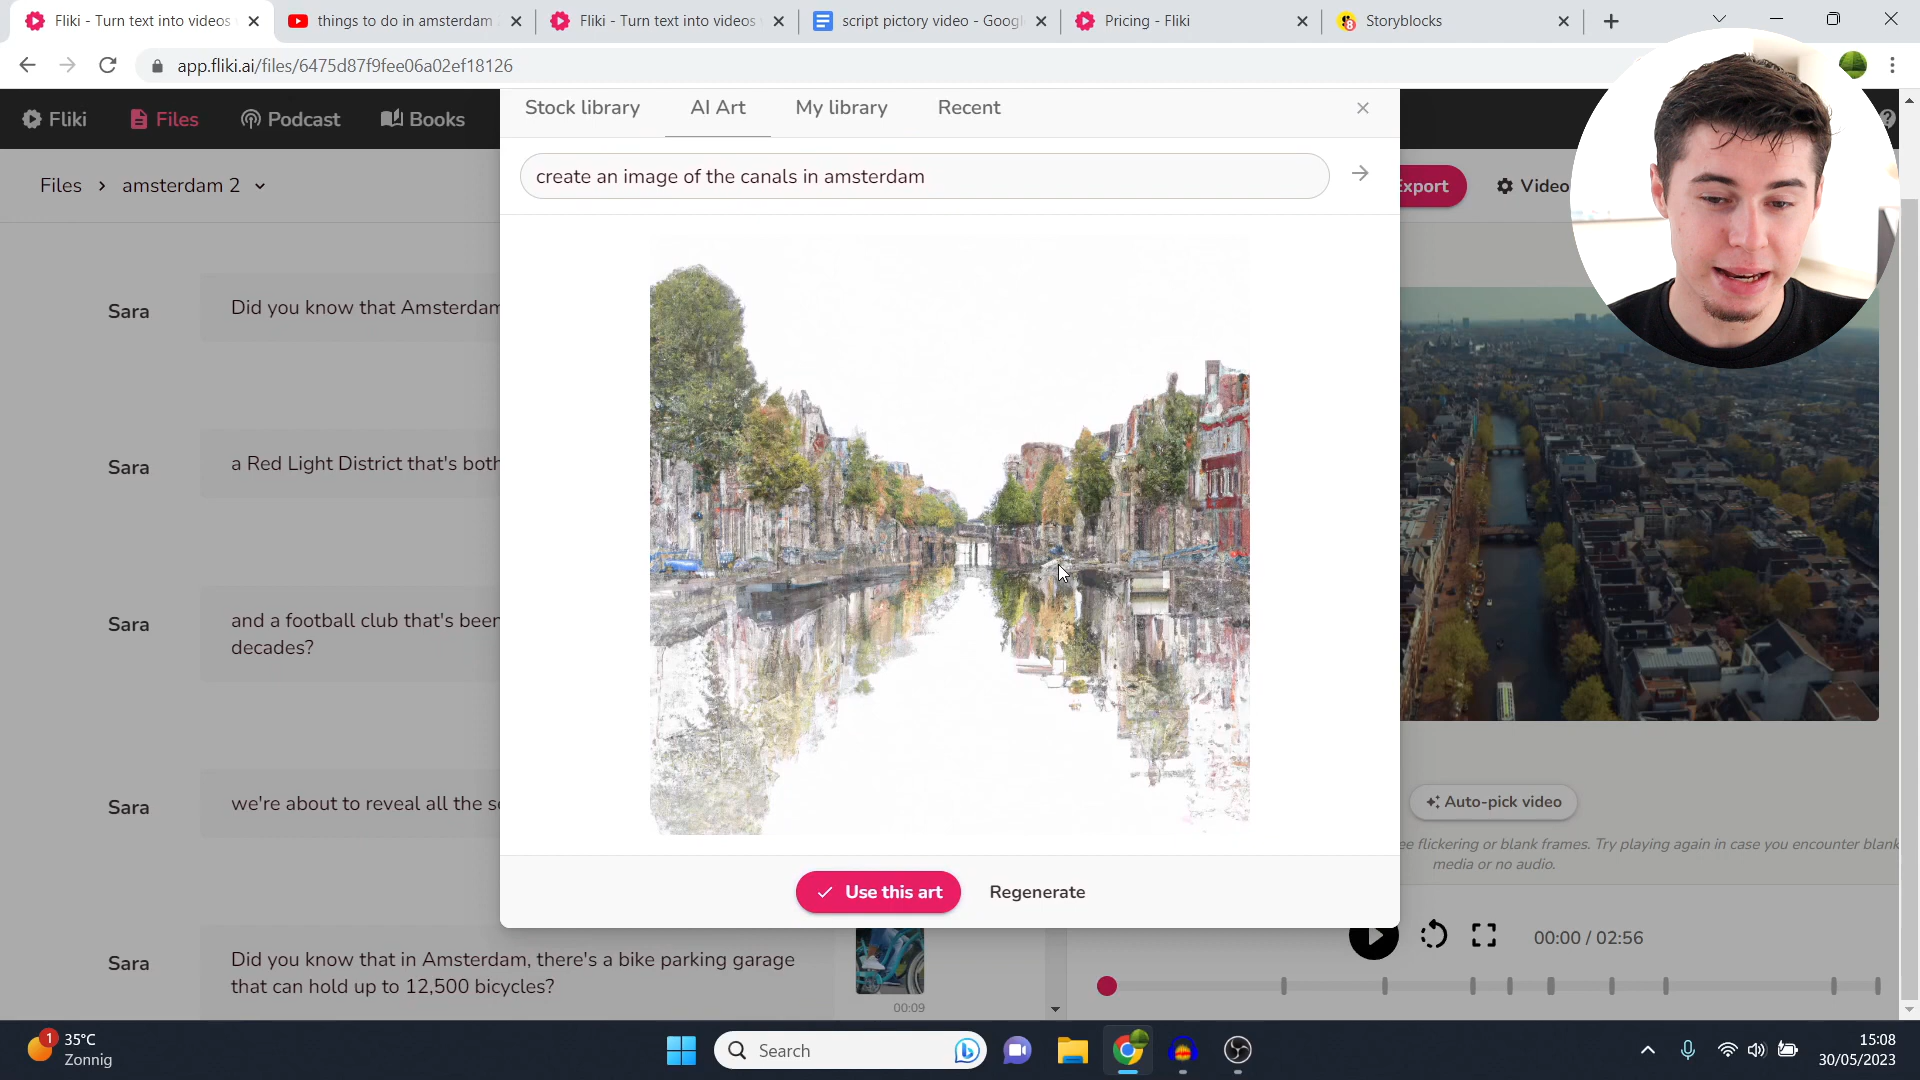 Fliki - Turn text into videos
things to do in amsterdam
Fliki - Turn text into videos
script pictory video - Googl
Pricing - Fliki
Storyblocks
app.fliki.ai/files/6475d87f9fee06a02ef18126
Fliki
Files
Podcast
Books
Stock library
AI Art
My library
Recent
create an image of the canals in amsterdam
Files > amsterdam 2
xport
Video
Sara
Did you know that Amsterdam
Sara
a Red Light District that's both
Sara
and a football club that's been
decades?
Sara
we're about to reveal all the se
Auto-pick video
ee flickering or blank frames. Try playing again in case you encounter blank
media or no audio.
Use this art
Regenerate
00:00 / 02:56
Sara
Did you know that in Amsterdam, there's a bike parking garage
that can hold up to 12,500 bicycles?
00:09
1
35°C
Zonnig
Search
15:08
30/05/2023